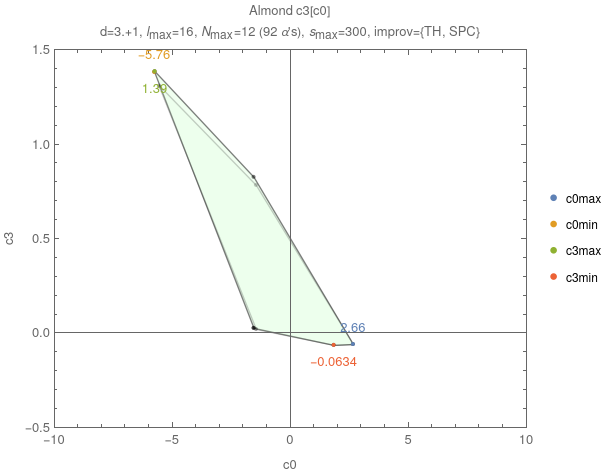 Almond c3[c0]
d=3.+1, lmax=16, Nmax=12 (92 α's), smax=300, improv={TH, SPC}
1.5
−5.76
1.39
1.0
c3
0.5
2.66
0.0
−0.0634
−0.5
−10
−5
0
5
10
c0
c0max
c0min
c3max
c3min